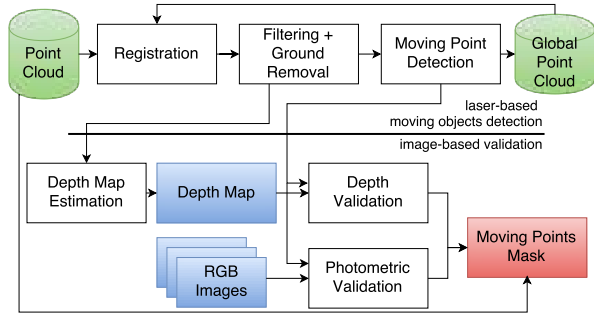 Point
Cloud
Registration
Filtering +
Ground
Removal
Moving Point
Detection
Global
Point
Cloud
laser-based
moving objects detection
image-based validation
Depth Map
Estimation
Depth Map
Depth
Validation
RGB
Images
Photometric
Validation
Moving Points
Mask